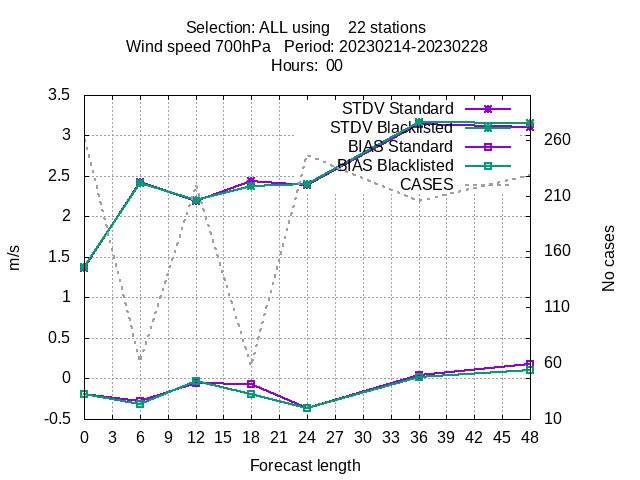 Selection: ALL using    22 stations
Wind speed 700hPa   Period: 20230214-20230228
Hours:  00
3.5
3
2.5
2
1.5
1
0.5
0
-0.5
m/s
STDV Standard
STDV Blacklisted
BIAS Standard
BIAS Blacklisted
CASES
260
210
160
110
60
10
No cases
0 3 6 9 12 15 18 21 24 27 30 33 36 39 42 45 48
Forecast length